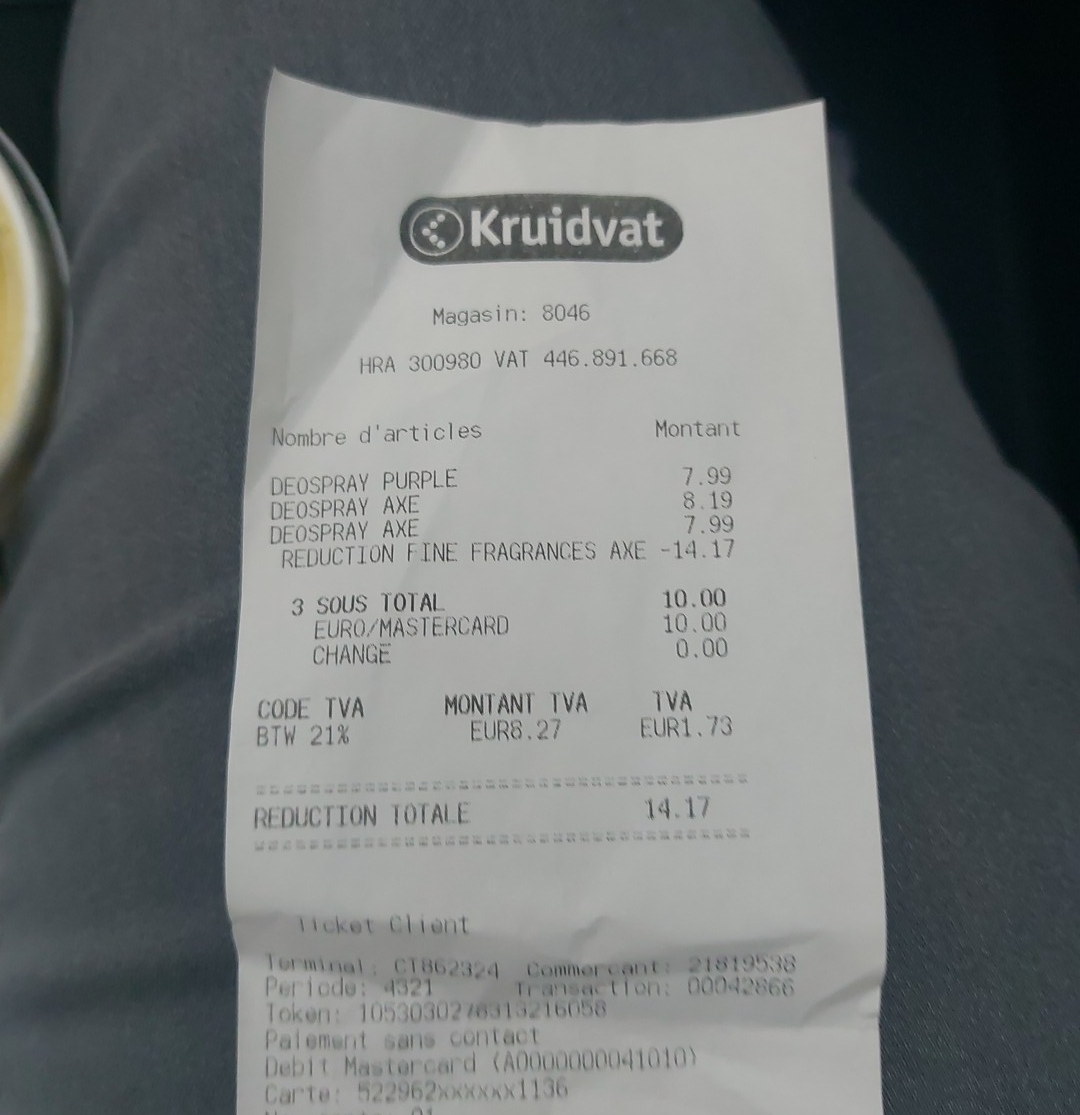 Kruidvat
Magasin: 8046
HRA 300980 VAT 446.891.668
Nombre d'articles Montant
DEOSPRAY PURPLE 7.99
DEOSPRAY AXE 8.19
DEOSPRAY AXE 7.99
REDUCTION FINE FRAGRANCES AXE -14.17
3 SOUS TOTAL 10.00
EURO/MASTERCARD 10.00
CHANGE 0.00
CODE TVA MONTANT TVA TVA
BTW 21% EUR8.27 EUR1.73
REDUCTION TOTALE 14.17
Ticket Client
Terminal: CT862324 Commercant: 21819538
Periode: 4321 Transaction: 00042866
Token: 1053030276313216058
Paiement sans contact
Debit Mastercard (A0000000041010)
Carte: 522962xxxxxx1136